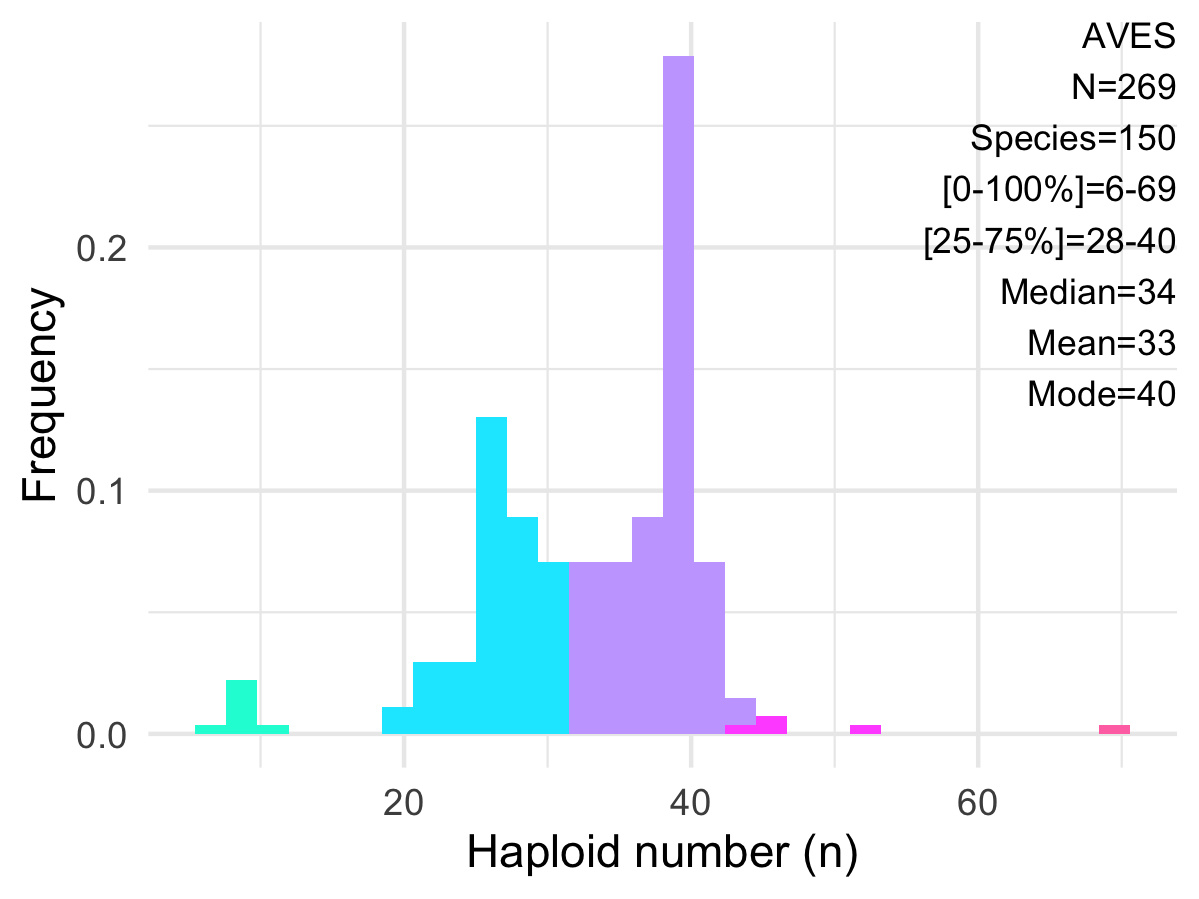 AVES
N=269
Species=150
[0-100%]=6-69
[25-75%]=28-40
Median=34
Mean=33
Mode=40
Frequency
0.2
0.1
0.0
20 40 60
Haploid number (n)